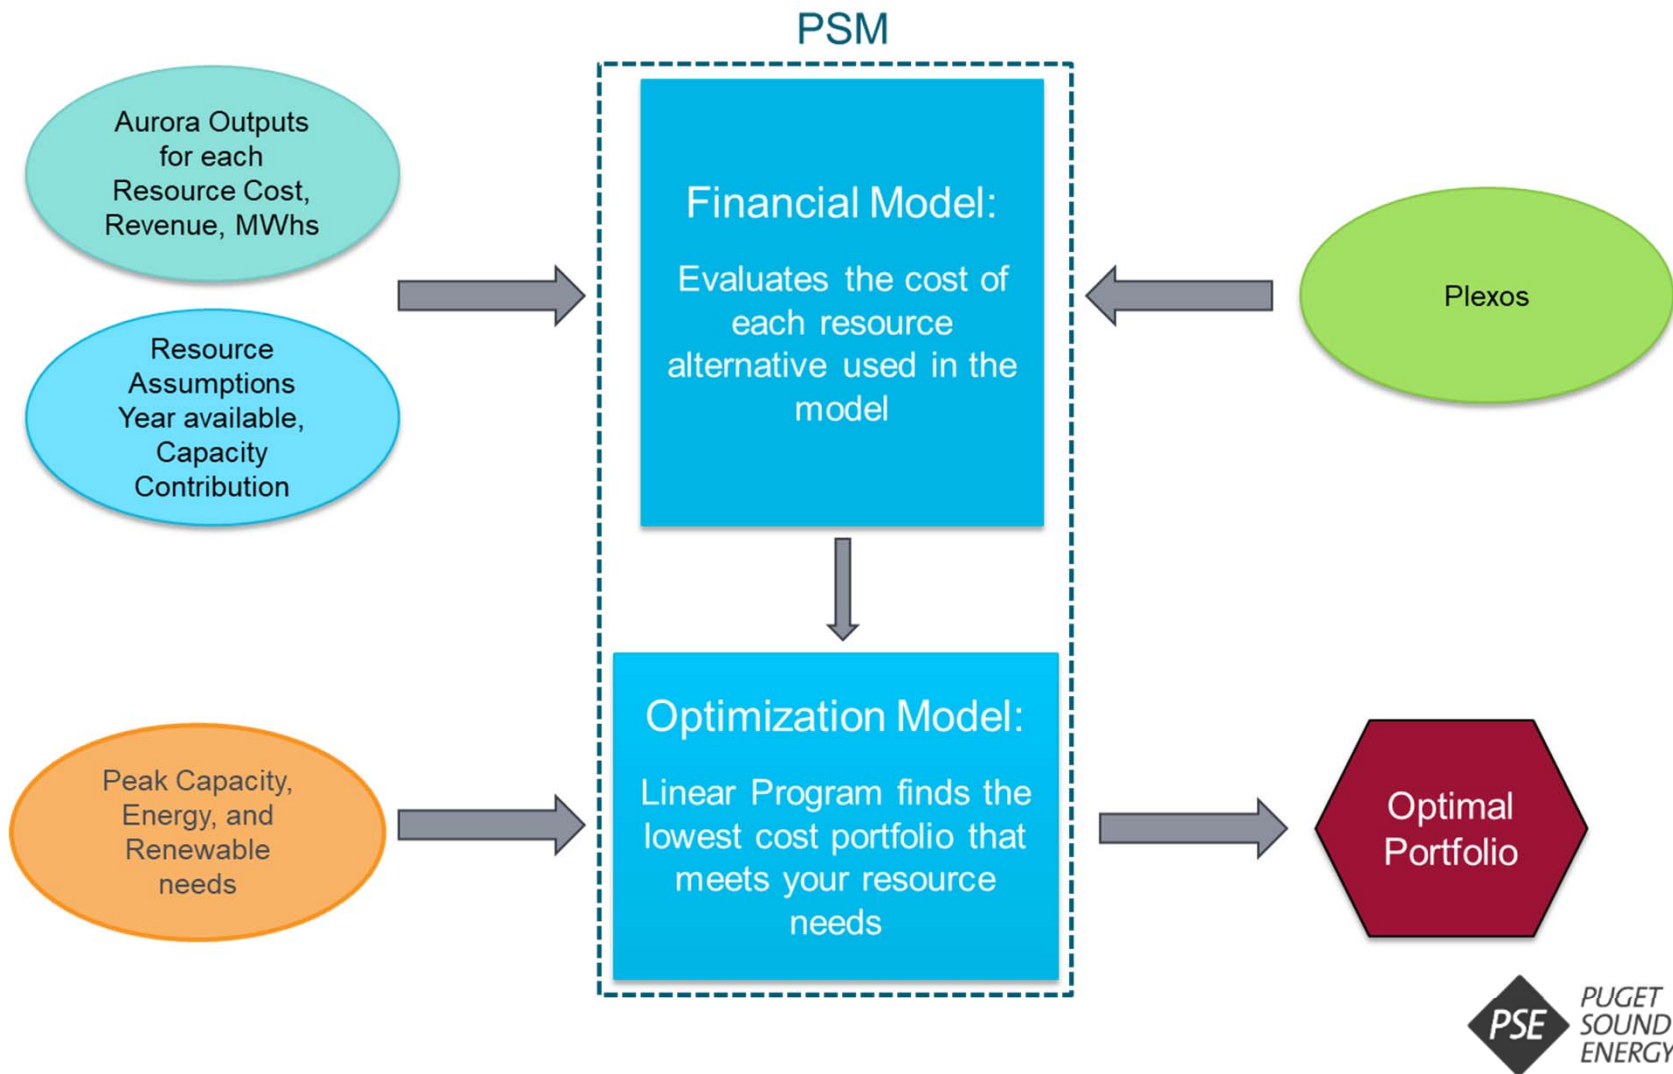 PSM
Aurora Outputs
for each
Resource Cost,
Revenue, MWhs
Resource
Assumptions
Year available,
Capacity
Contribution
Financial Model:
Evaluates the cost of
each resource
alternative used in the
model
Plexos
Peak Capacity,
Energy, and
Renewable
needs
Optimization Model:
Linear Program finds the
lowest cost portfolio that
meets your resource
needs
Optimal
Portfolio
PSE
PUGET
SOUND
ENERGY